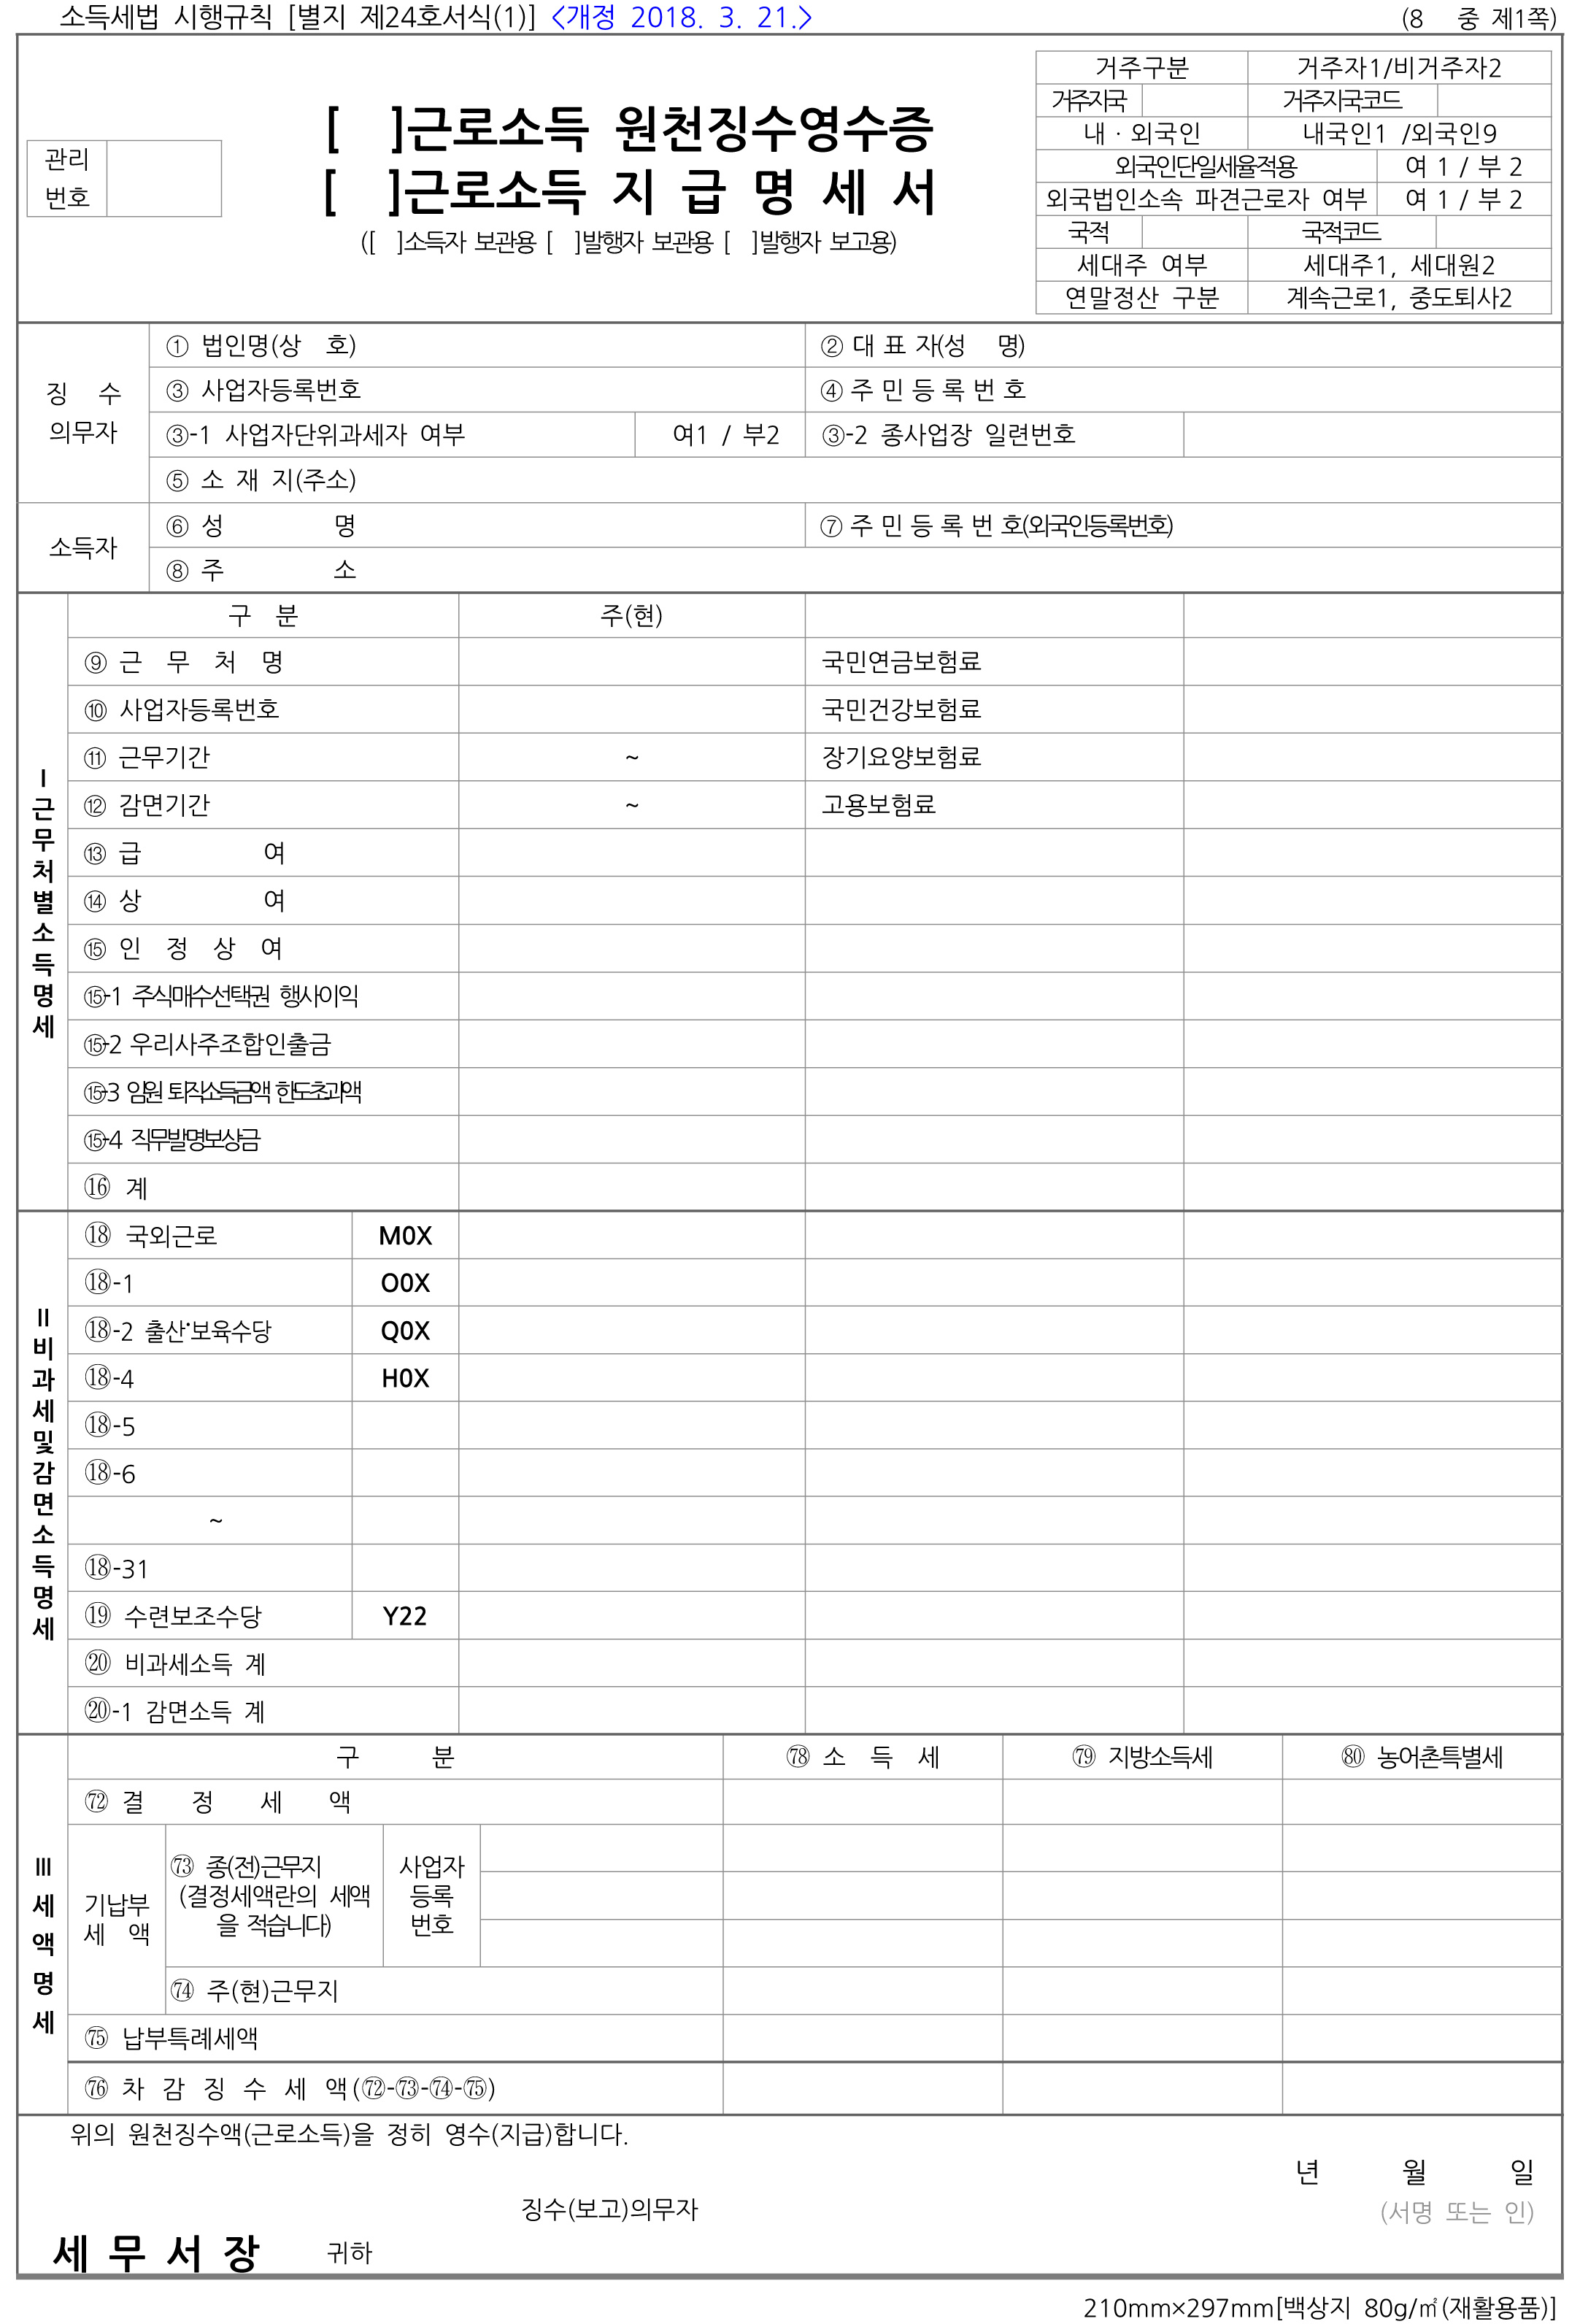 소득세법 시행규칙 [별지 제24호서식(1)] <개정 2018. 3. 21.>
(8 중 제1쪽)
관리
번호
[ ]근로소득 원천징수영수증
[ ]근로소득 지 급 명 세 서
([ ]소득자 보관용 [ ]발행자 보관용 [ ]발행자 보고용)
거주구분 거주자1/비거주자2
거주지국 거주지국코드
내ㆍ외국인 내국인1 /외국인9
외국인단일세율적용 여 1 / 부 2
외국법인소속 파견근로자 여부 여 1 / 부 2
국적 국적코드
세대주 여부 세대주1, 세대원2
연말정산 구분 계속근로1, 중도퇴사2
징 수
의무자
① 법인명(상 호) ② 대 표 자(성 명)
③ 사업자등록번호 ④ 주 민 등 록 번 호
③-1 사업자단위과세자 여부 여1 / 부2 ③-2 종사업장 일련번호
⑤ 소 재 지(주소)
소득자
⑥ 성 명 ⑦ 주 민 등 록 번 호(외국인등록번호)
⑧ 주 소
Ⅰ근무처별소득명세
구 분 주(현)
⑨ 근 무 처 명 국민연금보험료
⑩ 사업자등록번호 국민건강보험료
⑪ 근무기간 ~ 장기요양보험료
⑫ 감면기간 ~ 고용보험료
⑬ 급 여
⑭ 상 여
⑮ 인 정 상 여
⑮-1 주식매수선택권 행사이익
⑮-2 우리사주조합인출금
⑮-3 임원 퇴직소득금액 한도초과액
⑮-4 직무발명보상금
⑯ 계
Ⅱ비과세및감면소득명세
⑱ 국외근로 M0X
⑱-1 O0X
⑱-2 출산·보육수당 Q0X
⑱-4 H0X
⑱-5
⑱-6
~
⑱-31
⑲ 수련보조수당 Y22
⑳ 비과세소득 계
⑳-1 감면소득 계
Ⅲ세액명세
구 분 ㊆㊇ 소 득 세 79 지방소득세 80 농어촌특별세
72 결 정 세 액
기납부
세 액
73 종(전)근무지
(결정세액란의 세액
을 적습니다)
사업자
등록
번호
74 주(현)근무지
75 납부특례세액
76 차 감 징 수 세 액(72-73-74-75)
위의 원천징수액(근로소득)을 정히 영수(지급)합니다.
년 월 일
징수(보고)의무자 (서명 또는 인)
세 무 서 장 귀하
210mm×297mm[백상지 80g/㎡(재활용품)]